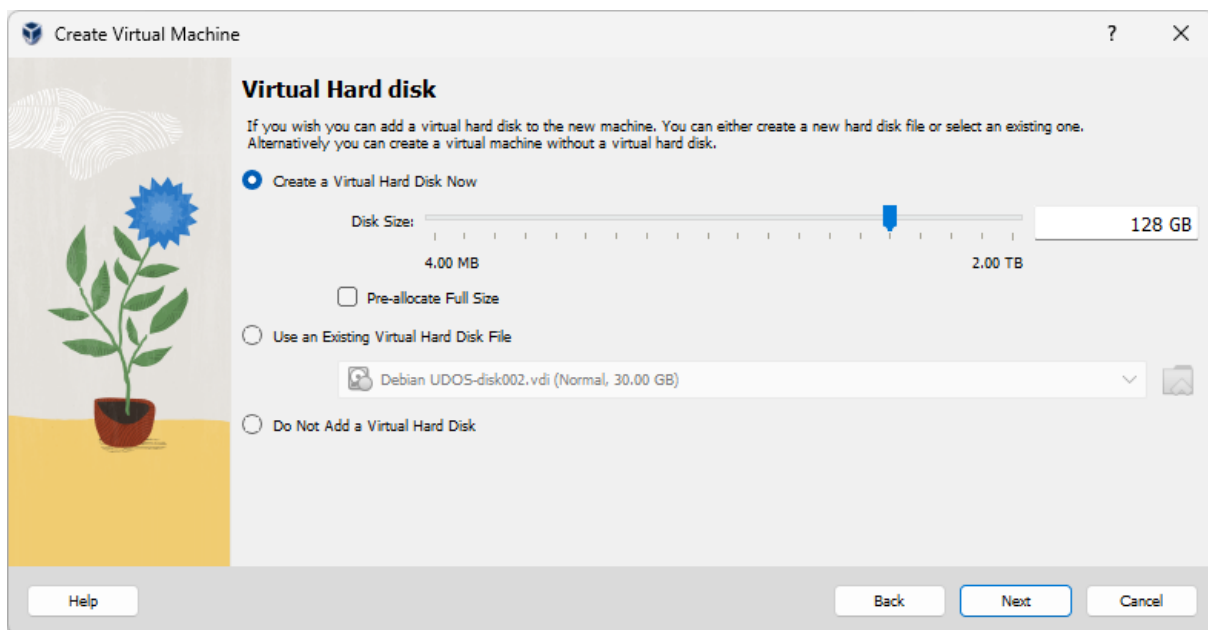 Create Virtual Machine
?
Virtual Hard disk
If you wish you can add a virtual hard disk to the new machine. You can either create a new hard disk file or select an existing one.
Alternatively you can create a virtual machine without a virtual hard disk.
Create a Virtual Hard Disk Now
Disk Size:
128 GB
4.00 MB
2.00 TB
Pre-allocate Full Size
Use an Existing Virtual Hard Disk File
Debian UDOS-disk002.vdi (Normal, 30.00 GB)
Do Not Add a Virtual Hard Disk
Help
Back
Next
Cancel